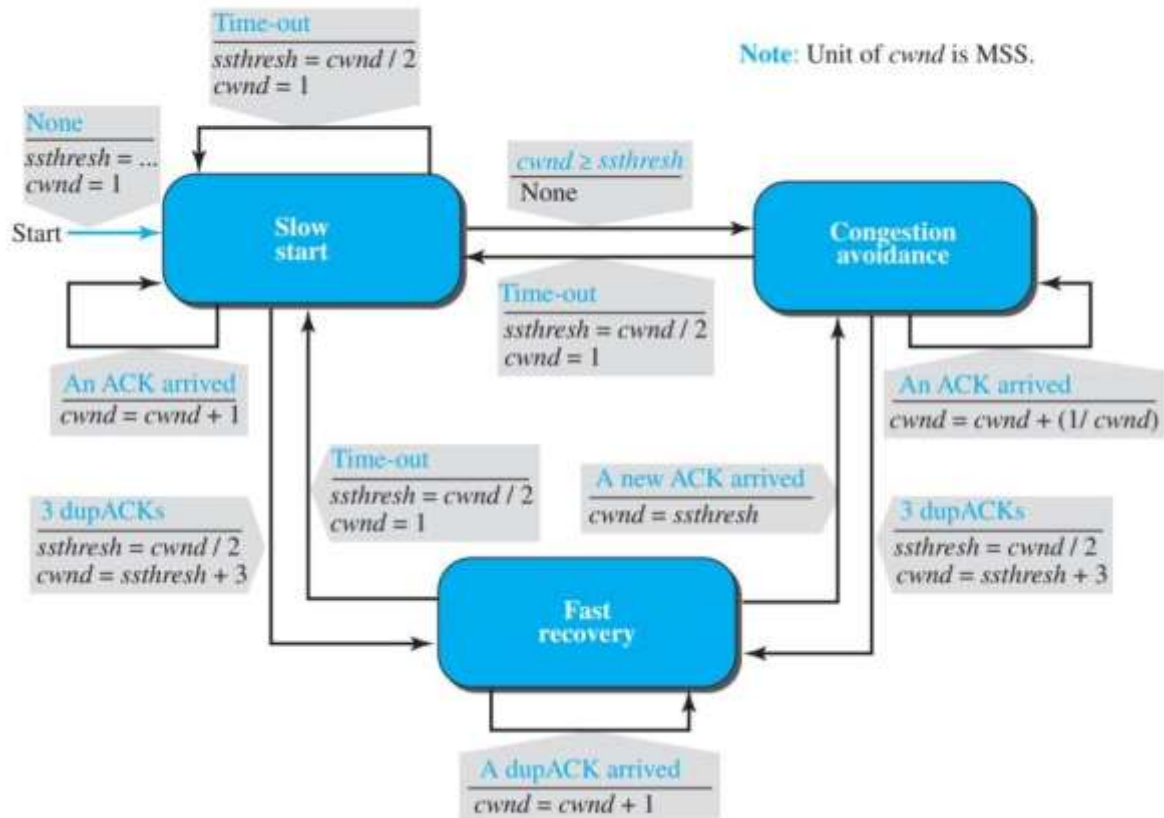 Time-out
ssthresh = cwnd / 2
cwnd = 1
Note: Unit of cwnd is MSS.
None
ssthresh = ...
cwnd = 1
Start
cwnd ≥ ssthresh
None
Slow
start
Congestion
avoidance
Time-out
ssthresh = cwnd / 2
cwnd = 1
An ACK arrived
cwnd = cwnd + 1
An ACK arrived
cwnd = cwnd + (1/ cwnd)
Time-out
ssthresh = cwnd / 2
cwnd = 1
A new ACK arrived
cwnd = ssthresh
3 dupACKs
ssthresh = cwnd / 2
cwnd = ssthresh + 3
3 dupACKs
ssthresh = cwnd / 2
cwnd = ssthresh + 3
Fast
recovery
A dupACK arrived
cwnd = cwnd + 1